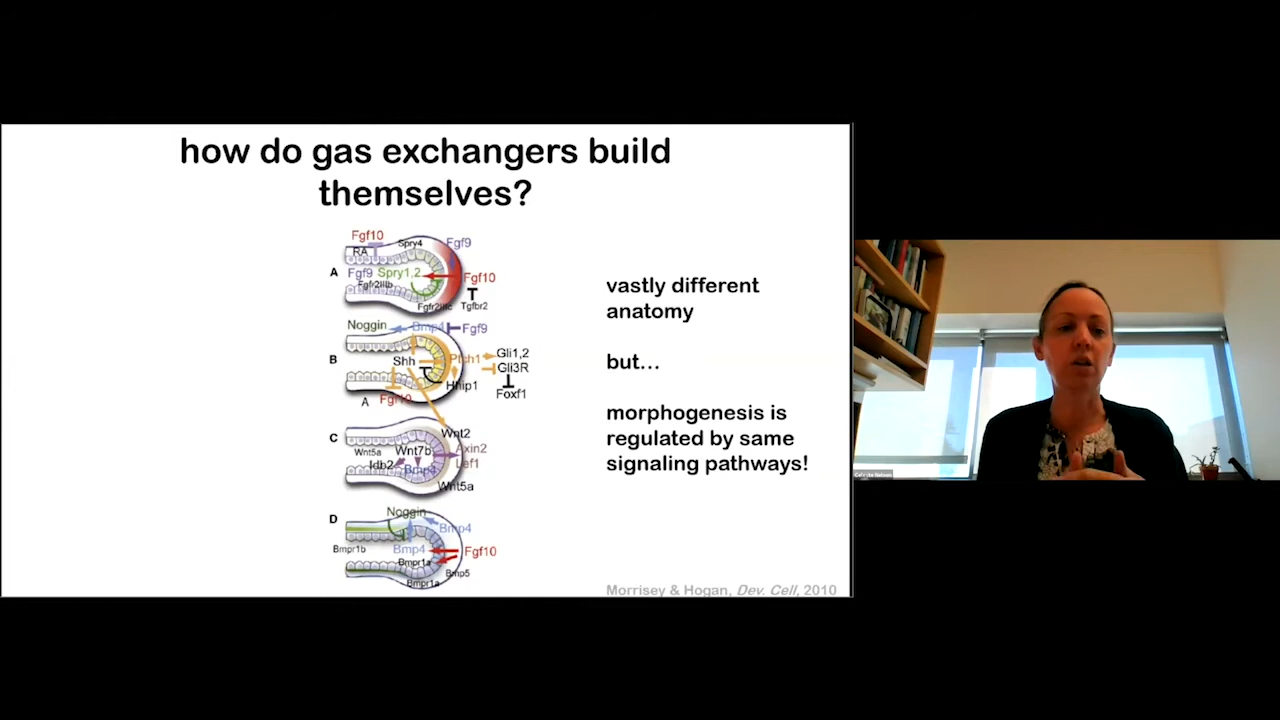 how do gas exchangers build
themselves?
Fgf10
RA
Spry4
Fgf9
A
Fgf9 Spry1,2
Fgf10
Fgfr2IIIb
Fgfr2IIIc
Tgfbr2
Noggin
Bmp4
Fgf9
B
Shh
Ptch1
Gli1,2
Gli3R
Hhip1
Foxf1
A
Fgf10
C
Wnt2
Wnt5a
Wnt7b
Axin2
Idb2
Bmp4
Lef1
Wnt5a
D
Noggin
Bmp4
Bmpr1b
Bmp4
Fgf10
Bmpr1a
Bmp5
Bmpr1a
vastly different
anatomy
but...
morphogenesis is
regulated by same
signaling pathways!
Morrisey & Hogan, Dev. Cell, 2010
Celeste Nelson